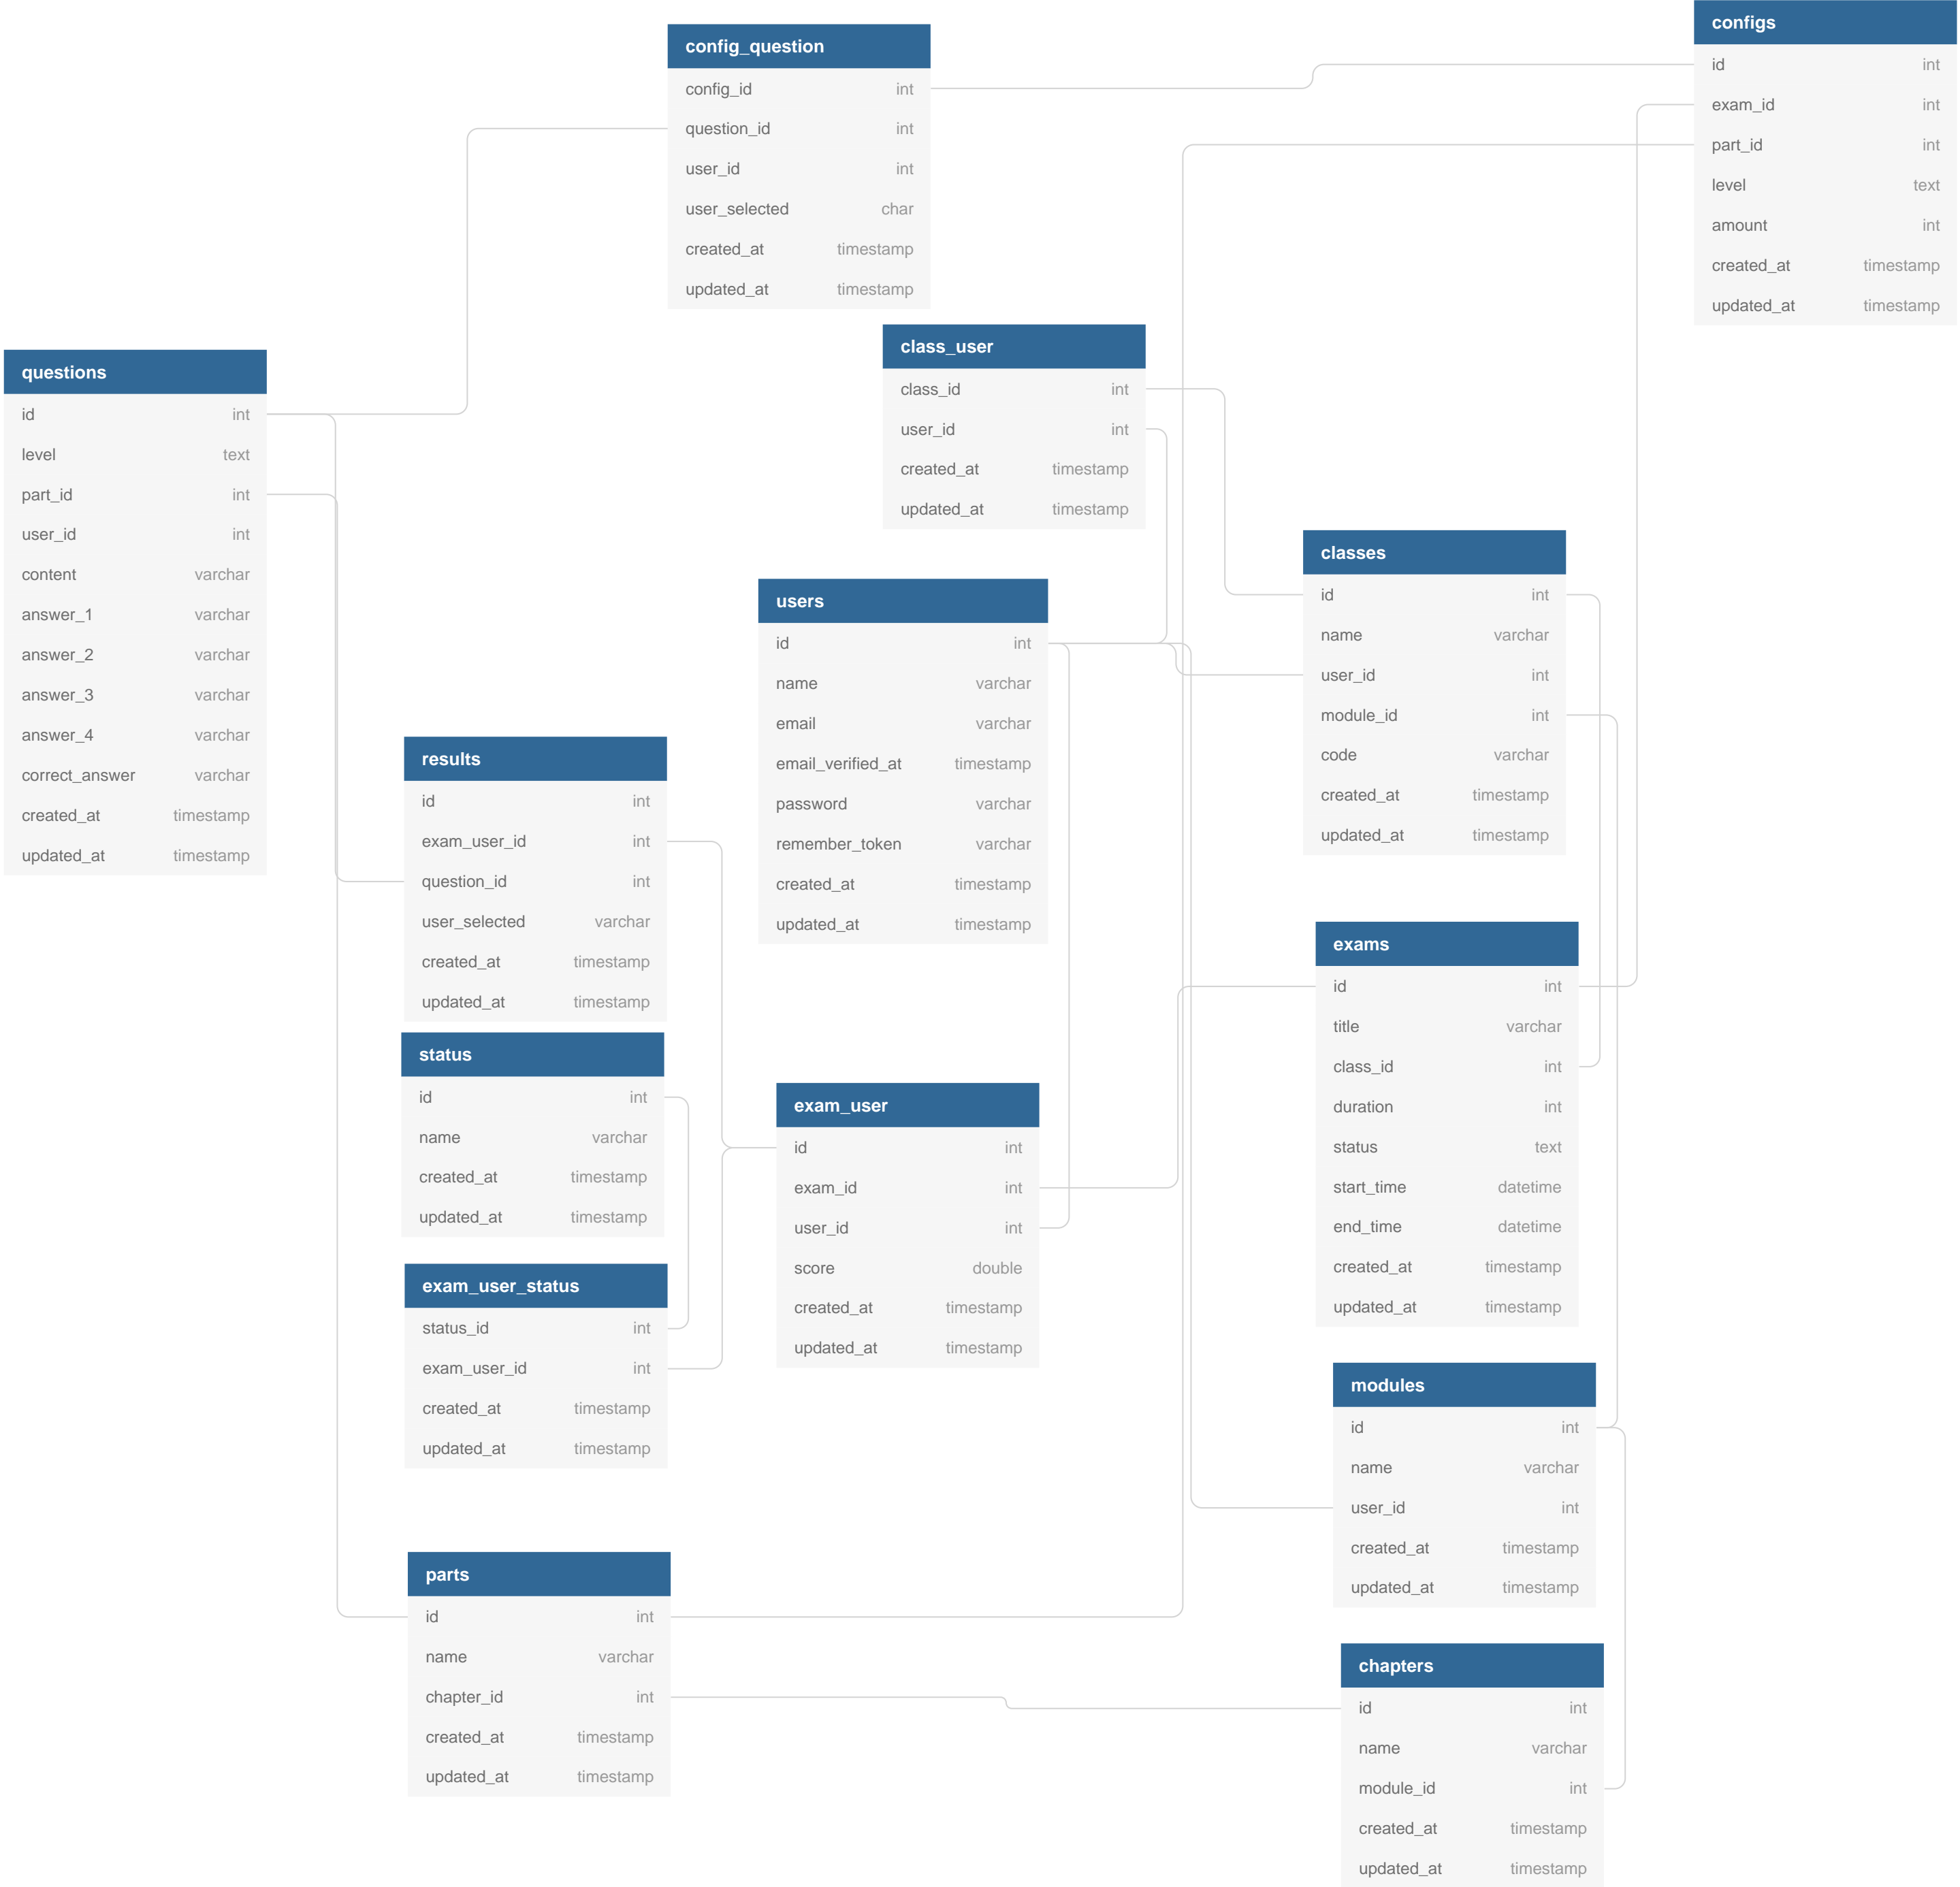 configs
id int
exam_id int
part_id int
level text
amount int
created_at timestamp
updated_at timestamp
config_question
config_id int
question_id int
user_id int
user_selected char
created_at timestamp
updated_at timestamp
class_user
class_id int
user_id int
created_at timestamp
updated_at timestamp
questions
id int
level text
part_id int
user_id int
content varchar
answer_1 varchar
answer_2 varchar
answer_3 varchar
answer_4 varchar
correct_answer varchar
created_at timestamp
updated_at timestamp
classes
id int
name varchar
user_id int
module_id int
code varchar
created_at timestamp
updated_at timestamp
users
id int
name varchar
email varchar
email_verified_at timestamp
password varchar
remember_token varchar
created_at timestamp
updated_at timestamp
results
id int
exam_user_id int
question_id int
user_selected varchar
created_at timestamp
updated_at timestamp
exams
id int
title varchar
class_id int
duration int
status text
start_time datetime
end_time datetime
created_at timestamp
updated_at timestamp
status
id int
name varchar
created_at timestamp
updated_at timestamp
exam_user
id int
exam_id int
user_id int
score double
created_at timestamp
updated_at timestamp
exam_user_status
status_id int
exam_user_id int
created_at timestamp
updated_at timestamp
modules
id int
name varchar
user_id int
created_at timestamp
updated_at timestamp
parts
id int
name varchar
chapter_id int
created_at timestamp
updated_at timestamp
chapters
id int
name varchar
module_id int
created_at timestamp
updated_at timestamp